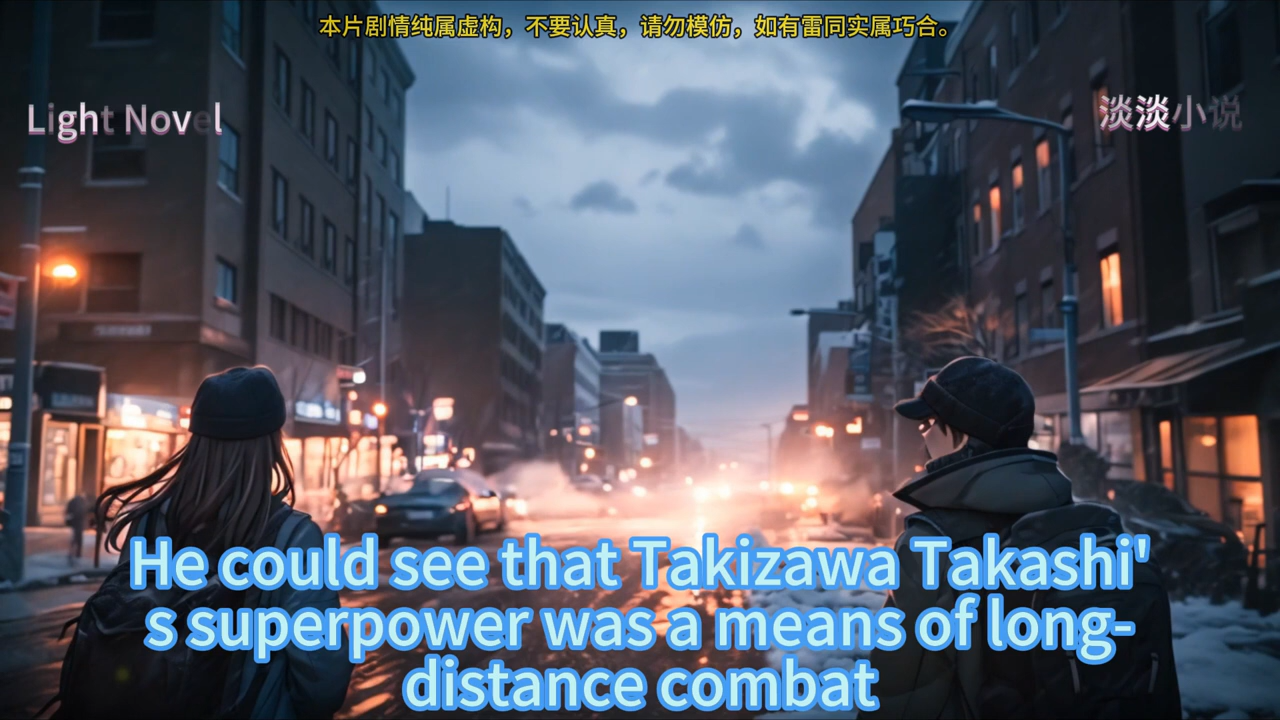 本片剧情纯属虚构，不要认真，请勿模仿，如有雷同实属巧合。
Light Novel
淡淡小说
He could see that Takizawa Takashi'
s superpower was a means of long-
distance combat